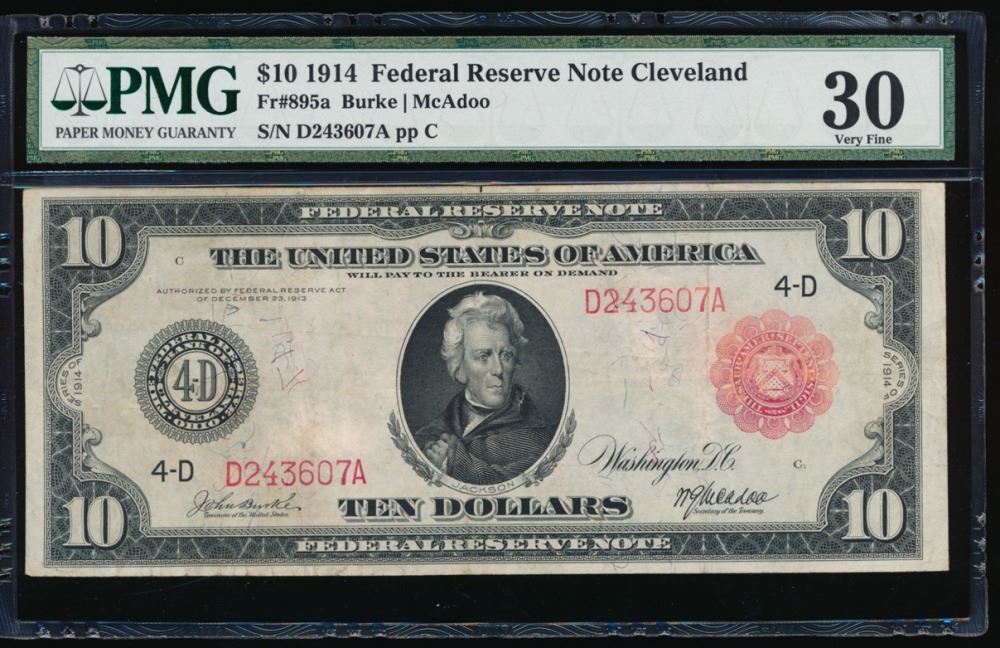 PMG
PAPER MONEY GUARANTY
$10 1914 Federal Reserve Note Cleveland
Fr#895a Burke | McAdoo
S/N D243607A pp C
30
Very Fine
10
FEDERAL RESERVE NOTE
10
C
THE UNITED STATES OF AMERICA
WILL PAY TO THE BEARER ON DEMAND
AUTHORIZED BY FEDERAL RESERVE ACT
OF DECEMBER 23, 1913
D243607A
4-D
SERIES OF 1914
4-D
SERIES OF 1914
4-D
D243607A
JACKSON
Washington, D.C.
John Burke
Treasurer of the United States.
TEN DOLLARS
W G McAdoo
Secretary of the Treasury.
10
FEDERAL RESERVE NOTE
10